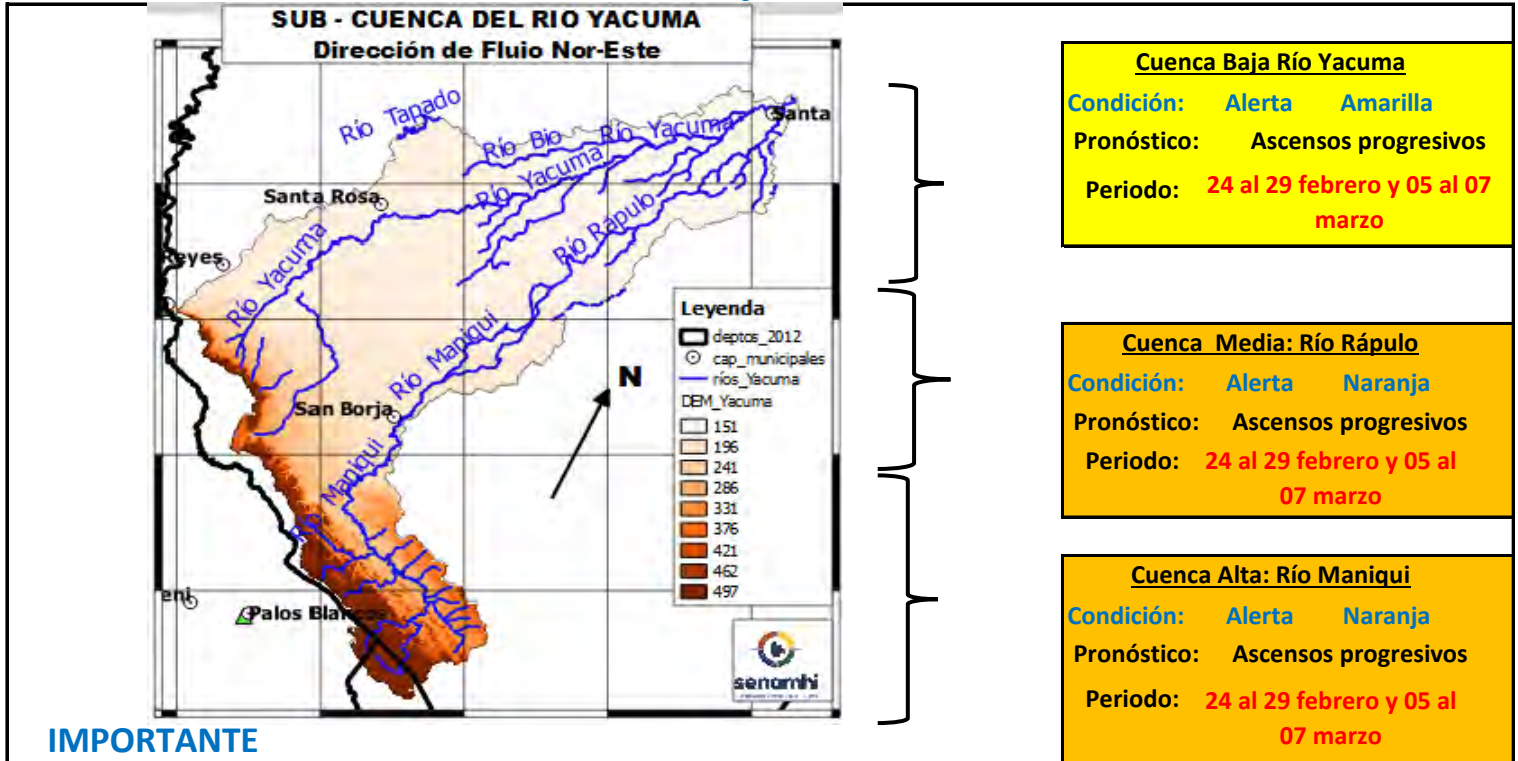 SUB - CUENCA DEL RIO YACUMA
Dirección de Fluio Nor-Este
Río Tapado
Río Bio
Río Yacuma
Santa
Río Yacuma
Santa Rosa
Río Rápulo
Reyes
Río Yacuma
Río Maniqui
San Borja
Río Maniqui
eni
Palos Blancos
N
Leyenda
deptos_2012
cap_municipales
ríos_Yacuma
DEM_Yacuma
151
196
241
286
331
376
421
462
497
senamhi
Cuenca Baja Río Yacuma
Condición: Alerta Amarilla
Pronóstico: Ascensos progresivos
Periodo: 24 al 29 febrero y 05 al 07
marzo
Cuenca Media: Río Rápulo
Condición: Alerta Naranja
Pronóstico: Ascensos progresivos
Periodo: 24 al 29 febrero y 05 al
07 marzo
Cuenca Alta: Río Maniqui
Condición: Alerta Naranja
Pronóstico: Ascensos progresivos
Periodo: 24 al 29 febrero y 05 al
07 marzo
IMPORTANTE